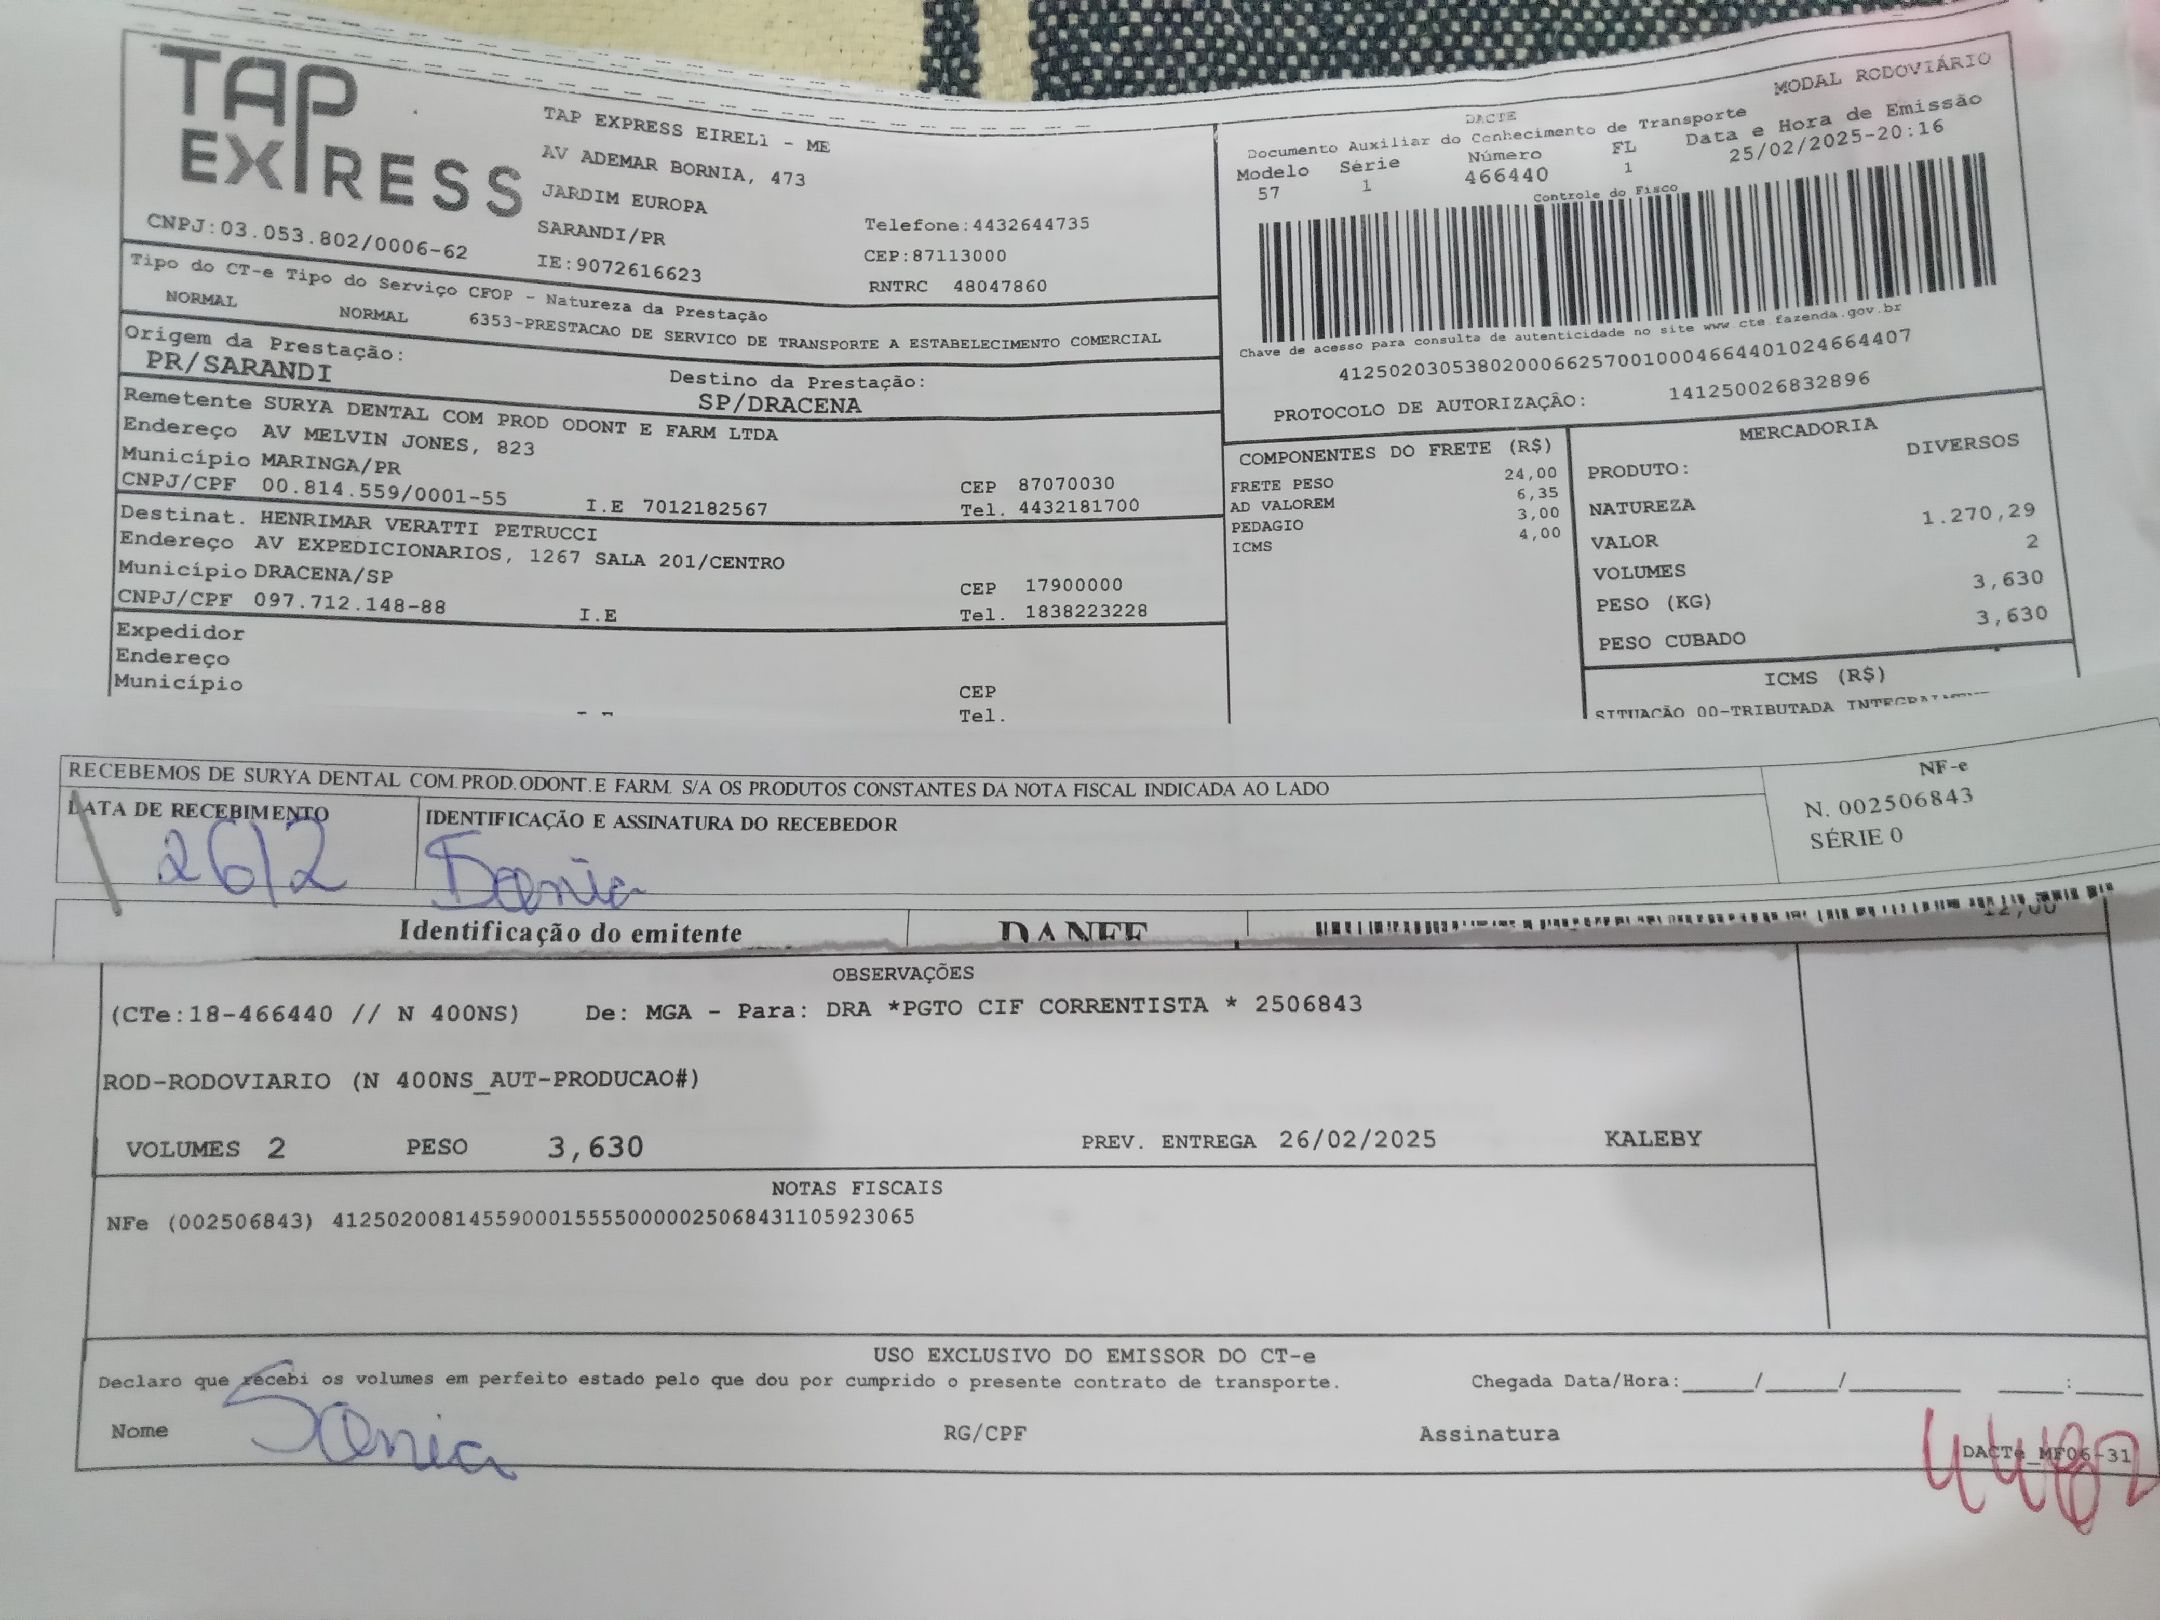 TAP
EXPRESS
TAP EXPRESS EIRELi - ME
AV ADEMAR BORNIA, 473
JARDIM EUROPA
SARANDI/PR
IE:9072616623
Telefone:4432644735
CEP:87113000
RNTRC 48047860
CNPJ:03.053.802/0006-62
MODAL RODOVIÁRIO
DACTE
Documento Auxiliar do Conhecimento de Transporte
Modelo Série Número FL Data e Hora de Emissão
57 1 466440 1 25/02/2025-20:16
Controle do Fisco
Chave de acesso para consulta de autenticidade no site www.cte.fazenda.gov.br
41250203053802000662570010004664401024664407
PROTOCOLO DE AUTORIZAÇÃO: 141250026832896
Tipo do CT-e Tipo do Serviço CFOP - Natureza da Prestação
NORMAL NORMAL 6353-PRESTACAO DE SERVICO DE TRANSPORTE A ESTABELECIMENTO COMERCIAL
Origem da Prestação: Destino da Prestação:
PR/SARANDI SP/DRACENA
Remetente SURYA DENTAL COM PROD ODONT E FARM LTDA
Endereço AV MELVIN JONES, 823
Município MARINGA/PR CEP 87070030
CNPJ/CPF 00.814.559/0001-55 I.E 7012182567 Tel. 4432181700
Destinat. HENRIMAR VERATTI PETRUCCI
Endereço AV EXPEDICIONARIOS, 1267 SALA 201/CENTRO
Município DRACENA/SP CEP 17900000
CNPJ/CPF 097.712.148-88 I.E Tel. 1838223228
Expedidor
Endereço
Município CEP
Tel.
COMPONENTES DO FRETE (R$)
FRETE PESO 24,00
AD VALOREM 6,35
PEDAGIO 3,00
ICMS 4,00
MERCADORIA
PRODUTO: DIVERSOS
NATUREZA
VALOR 1.270,29
VOLUMES 2
PESO (KG) 3,630
PESO CUBADO 3,630
ICMS (R$)
SITUAÇÃO 00-TRIBUTADA
RECEBEMOS DE SURYA DENTAL COM.PROD.ODONT.E FARM. S/A OS PRODUTOS CONSTANTES DA NOTA FISCAL INDICADA AO LADO
DATA DE RECEBIMENTO IDENTIFICAÇÃO E ASSINATURA DO RECEBEDOR
26/2 Sonia
NF-e
N. 002506843
SÉRIE 0
Identificação do emitente DANFE
12,00
OBSERVAÇÕES
(CTe:18-466440 // N 400NS) De: MGA - Para: DRA *PGTO CIF CORRENTISTA * 2506843
ROD-RODOVIARIO (N 400NS_AUT-PRODUCAO#)
VOLUMES 2 PESO 3,630 PREV. ENTREGA 26/02/2025 KALEBY
NOTAS FISCAIS
NFe (002506843) 41250200814559000155550000025068431105923065
USO EXCLUSIVO DO EMISSOR DO CT-e
Declaro que recebi os volumes em perfeito estado pelo que dou por cumprido o presente contrato de transporte. Chegada Data/Hora:_____/_____/________ ____:_____
Nome Sonia RG/CPF Assinatura
DACTe_MF06-31